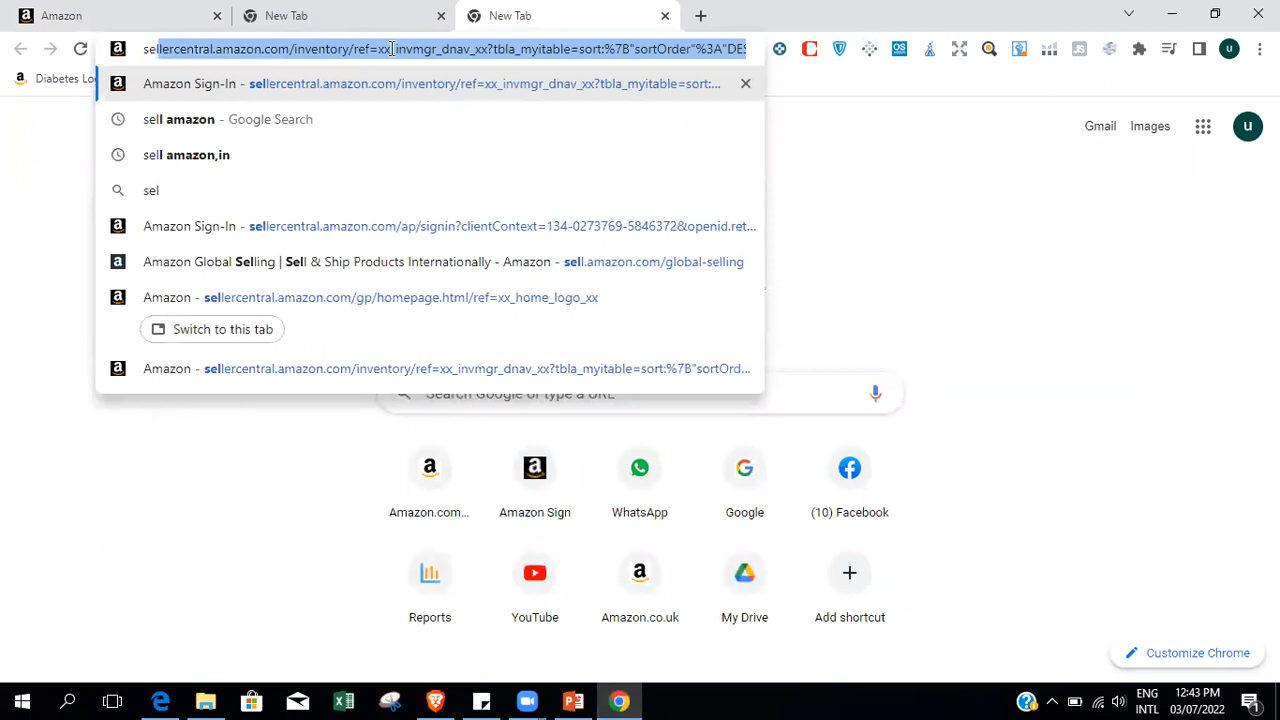 Amazon
New Tab
New Tab
sellercentral.amazon.com/inventory/ref=xx_invmgr_dnav_xx?tbla_myitable=sort:%7B"sortOrder"%3A"DES
Diabetes Lo
Amazon Sign-In - sellercentral.amazon.com/inventory/ref=xx_invmgr_dnav_xx?tbla_myitable=sort:...
sell amazon - Google Search
sell amazon,in
sel
Amazon Sign-In - sellercentral.amazon.com/ap/signin?clientContext=134-0273769-5846372&openid.ret...
Amazon Global Selling | Sell & Ship Products Internationally - Amazon - sell.amazon.com/global-selling
Amazon - sellercentral.amazon.com/gp/homepage.html/ref=xx_home_logo_xx
Switch to this tab
Amazon - sellercentral.amazon.com/inventory/ref=xx_invmgr_dnav_xx?tbla_myitable=sort:%7B"sortOrd...
Gmail Images
Search Google or type a URL
Amazon.com... Amazon Sign WhatsApp Google (10) Facebook
Reports YouTube Amazon.co.uk My Drive Add shortcut
Customize Chrome
ENG 12:43 PM
INTL 03/07/2022